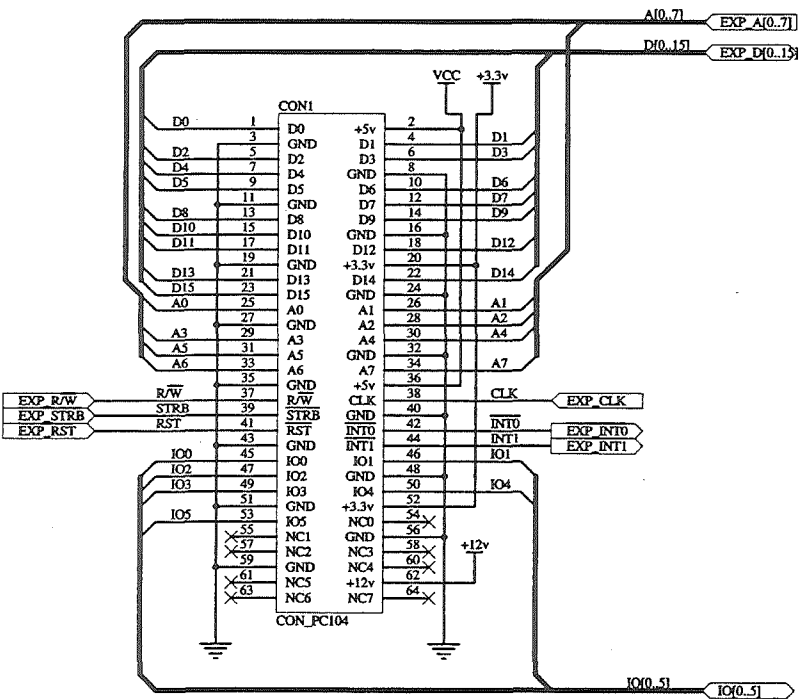 A[0..7] EXP_A[0..7]
D[0..15] EXP_D[0..15]
VCC +3.3v
CON1
D0 1 D0 +5v 2
3 GND D1 4 D1
D2 5 D2 D3 6 D3
D4 7 D4 GND 8
D5 9 D5 D6 10 D6
11 GND D7 12 D7
D8 13 D8 D9 14 D9
D10 15 D10 GND 16
D11 17 D11 D12 18 D12
19 GND +3.3v 20
D13 21 D13 D14 22 D14
D15 23 D15 GND 24
A0 25 A0 A1 26 A1
27 GND A2 28 A2
A3 29 A3 A4 30 A4
A5 31 A5 GND 32
A6 33 A6 A7 34 A7
35 GND +5v 36
EXP_R/W R/W 37 R/W CLK 38 CLK EXP_CLK
EXP_STRB STRB 39 STRB GND 40
EXP_RST RST 41 RST INT0 42 INT0 EXP_INT0
43 GND INT1 44 INT1 EXP_INT1
IO0 45 IO0 IO1 46 IO1
IO2 47 IO2 GND 48
IO3 49 IO3 IO4 50 IO4
51 GND +3.3v 52
IO5 53 IO5 NC0 54
55 NC1 GND 56
57 NC2 NC3 58
59 GND NC4 60
+12v
61 NC5 +12v 62
63 NC6 NC7 64
CON_PC104
IO[0..5] IO[0..5]